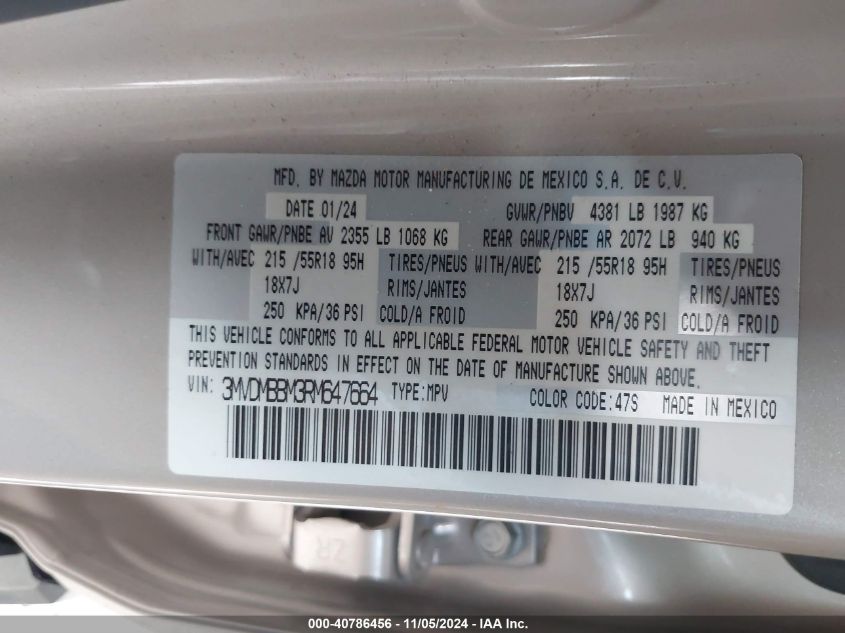 MFD. BY MAZDA MOTOR MANUFACTURING DE MEXICO S.A. DE C.V.
DATE 01/24 GVWR/PNBV 4381 LB 1987 KG
FRONT GAWR/PNBE AV 2355 LB 1068 KG REAR GAWR/PNBE AR 2072 LB 940 KG
WITH/AVEC 215 /55R18 95H TIRES/PNEUS WITH/AVEC 215 /55R18 95H TIRES/PNEUS
18X7J RIMS/JANTES 18X7J RIMS/JANTES
250 KPA/36 PSI COLD/A FROID 250 KPA/36 PSI COLD/A FROID
THIS VEHICLE CONFORMS TO ALL APPLICABLE FEDERAL MOTOR VEHICLE SAFETY AND THEFT
PREVENTION STANDARDS IN EFFECT ON THE DATE OF MANUFACTURE SHOWN ABOVE.
VIN: 3MVDMBBM3RM647664 TYPE:MPV COLOR CODE:47S MADE IN MEXICO
ZR
000-40786456 - 11/05/2024 - IAA Inc.